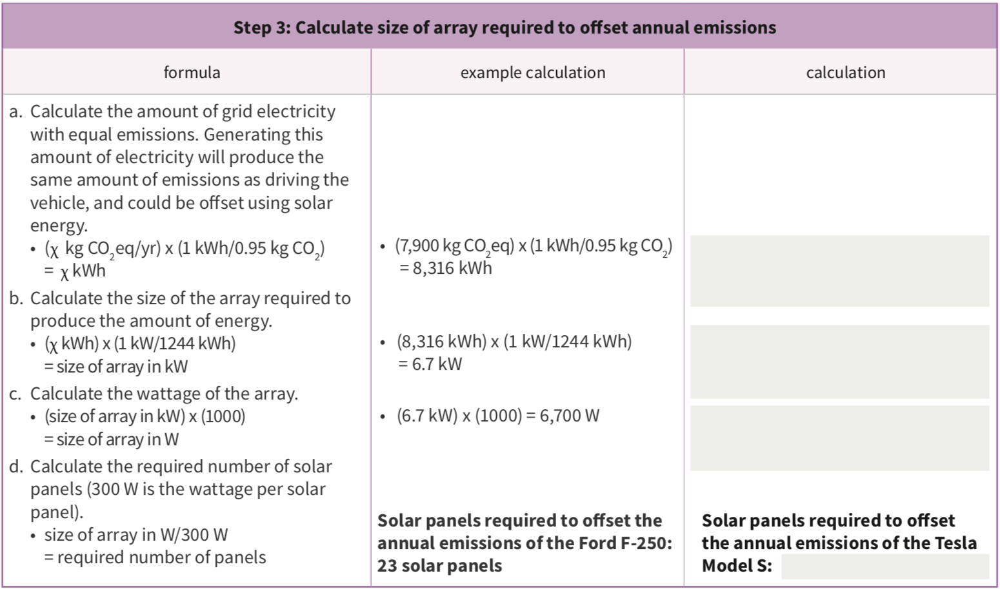 Step 3: Calculate size of array required to offset annual emissions
formula
example calculation
calculation
a. Calculate the amount of grid electricity
with equal emissions. Generating this
amount of electricity will produce the
same amount of emissions as driving the
vehicle, and could be offset using solar
energy.
• (χ kg CO₂eq/yr) x (1 kWh/0.95 kg CO₂)
= χ kWh
• (7,900 kg CO₂eq) x (1 kWh/0.95 kg CO₂)
= 8,316 kWh
b. Calculate the size of the array required to
produce the amount of energy.
• (χ kWh) x (1 kW/1244 kWh)
= size of array in kW
• (8,316 kWh) x (1 kW/1244 kWh)
= 6.7 kW
c. Calculate the wattage of the array.
• (size of array in kW) x (1000)
= size of array in W
• (6.7 kW) x (1000) = 6,700 W
d. Calculate the required number of solar
panels (300 W is the wattage per solar
panel).
• size of array in W/300 W
= required number of panels
Solar panels required to offset the
annual emissions of the Ford F-250:
23 solar panels
Solar panels required to offset
the annual emissions of the Tesla
Model S: